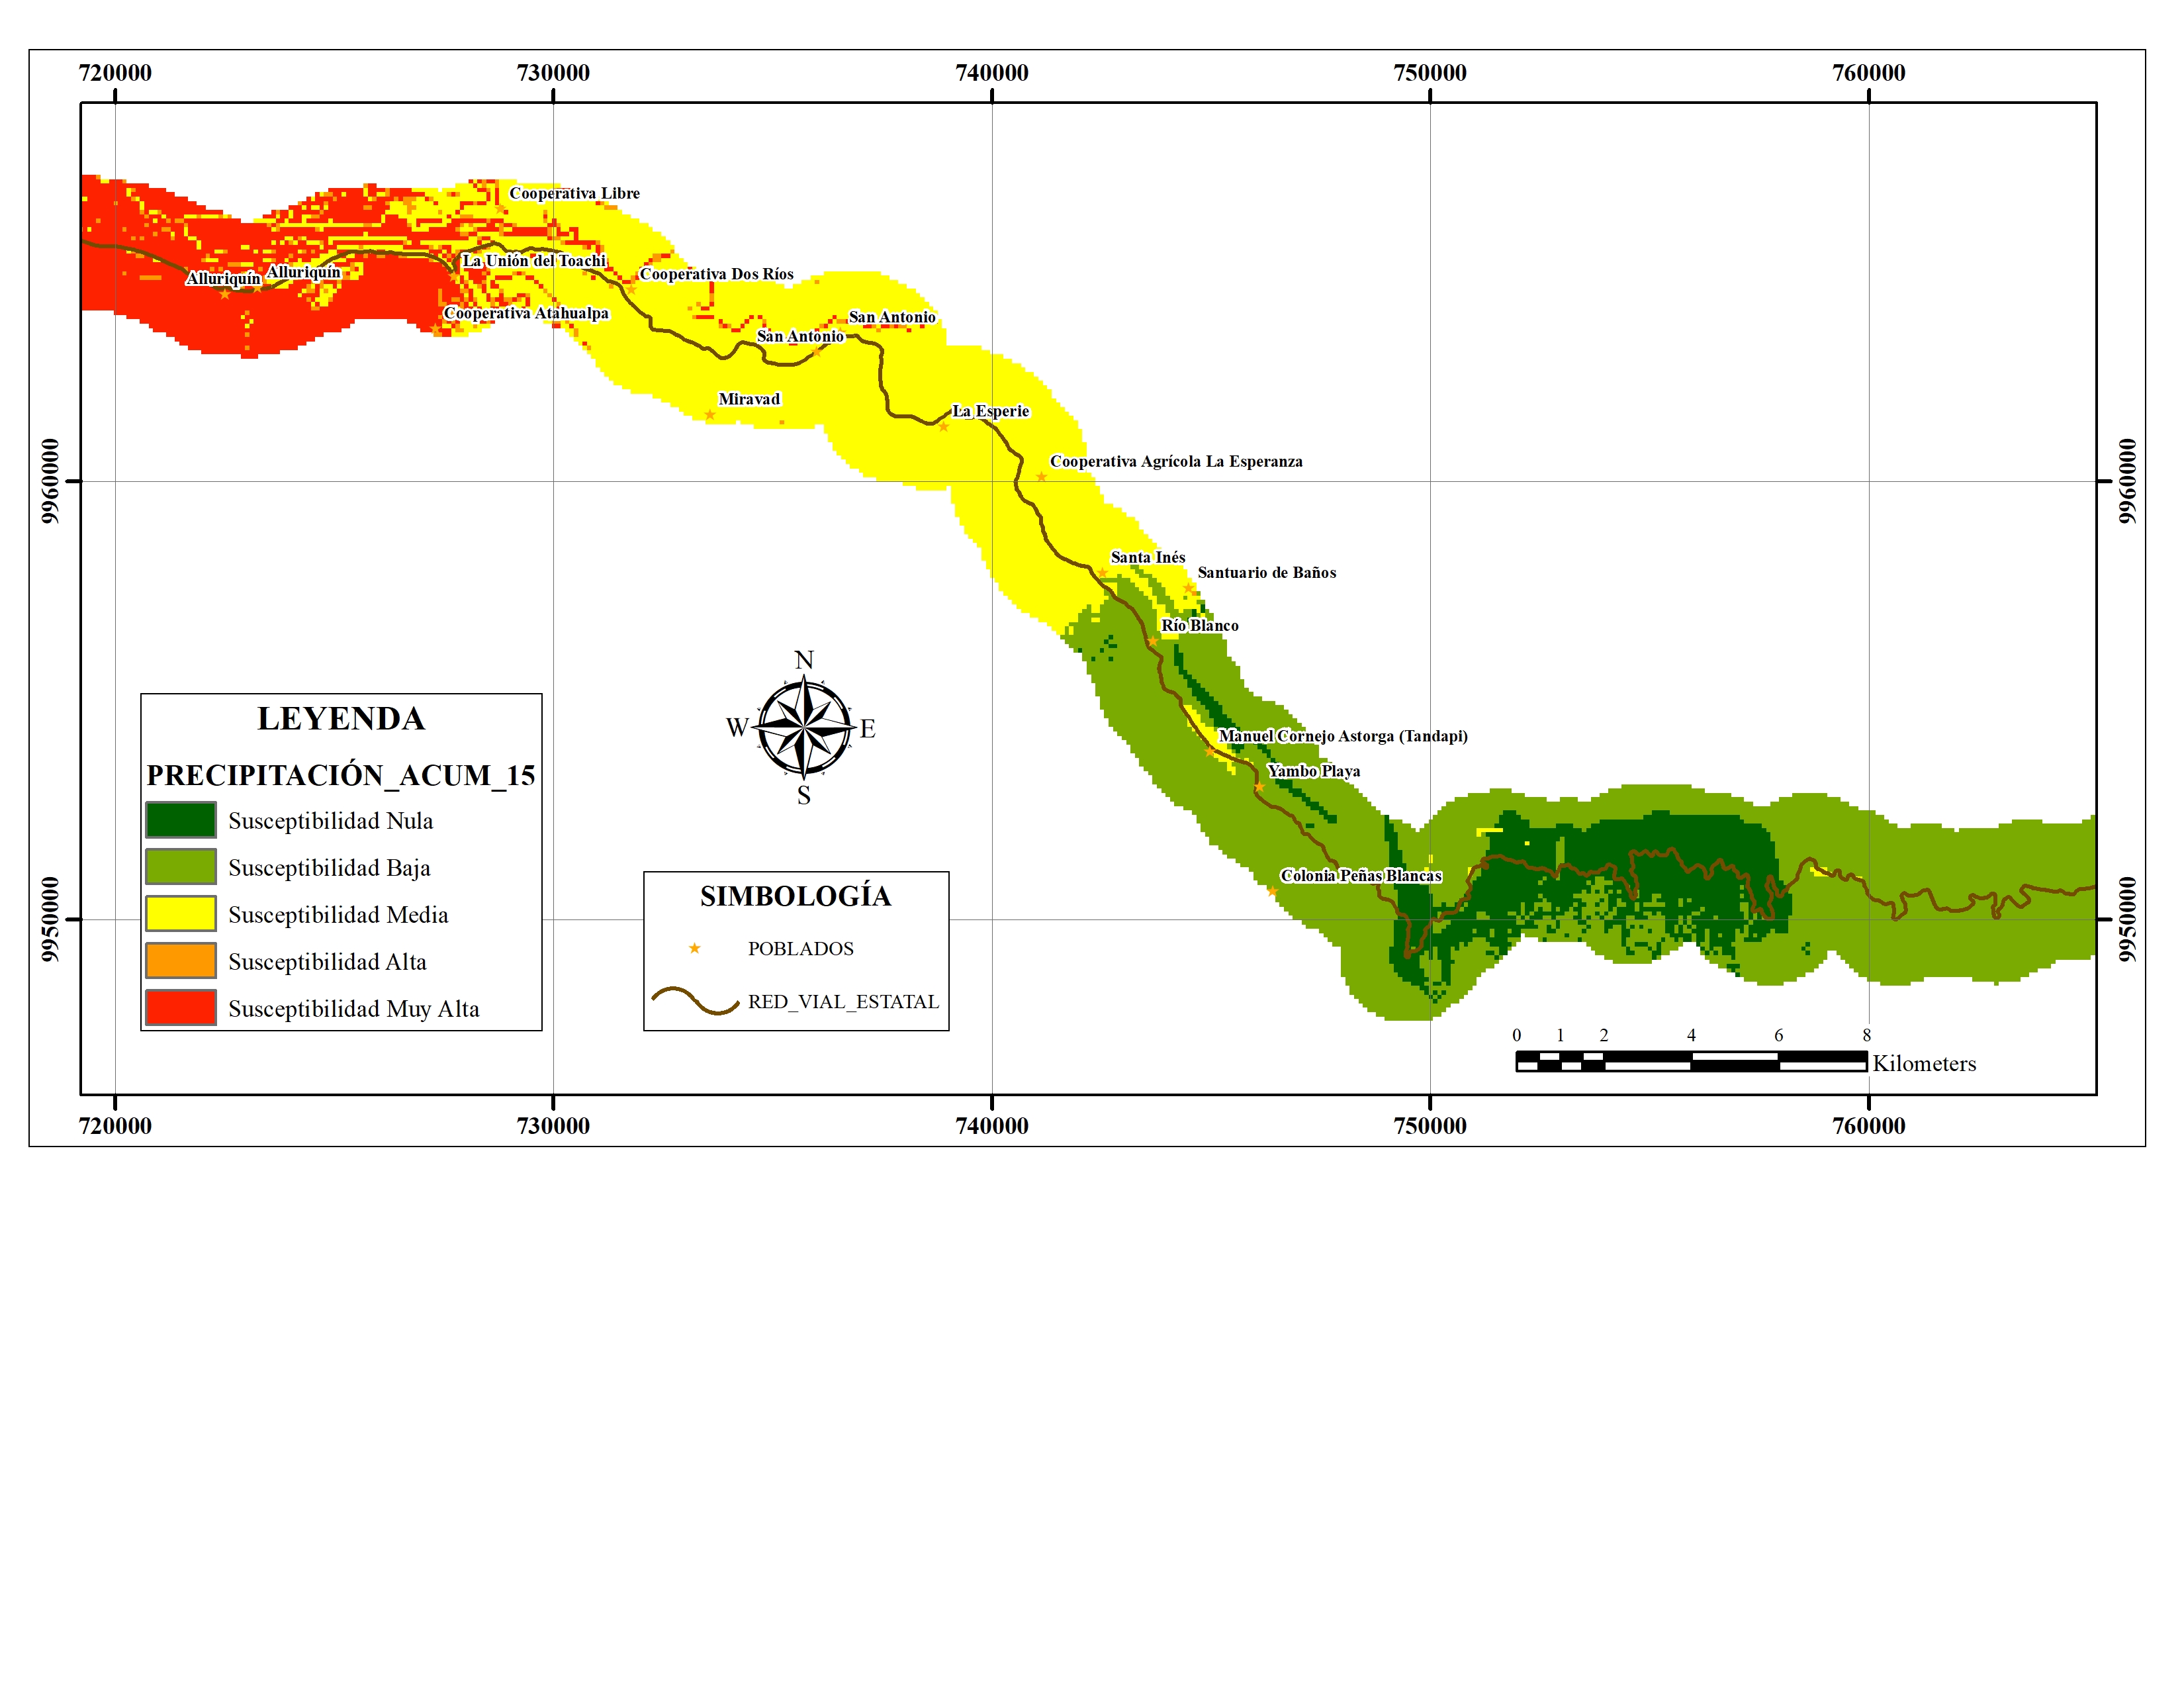 720000
730000
740000
750000
760000
Cooperativa Libre
La Unión del Toachi
Alluriquín
Alluriquín
Cooperativa Dos Ríos
Cooperativa Atahualpa
San Antonio
San Antonio
Miravad
La Esperie
9960000
9960000
Cooperativa Agrícola La Esperanza
Santa Inés
Santuario de Baños
Río Blanco
N
W
E
S
Manuel Cornejo Astorga (Tandapi)
Yambo Playa
Colonia Peñas Blancas
LEYENDA
PRECIPITACIÓN_ACUM_15
Susceptibilidad Nula
Susceptibilidad Baja
Susceptibilidad Media
Susceptibilidad Alta
Susceptibilidad Muy Alta
SIMBOLOGÍA
POBLADOS
RED_VIAL_ESTATAL
9950000
9950000
0 1 2 4 6 8
Kilometers
720000
730000
740000
750000
760000